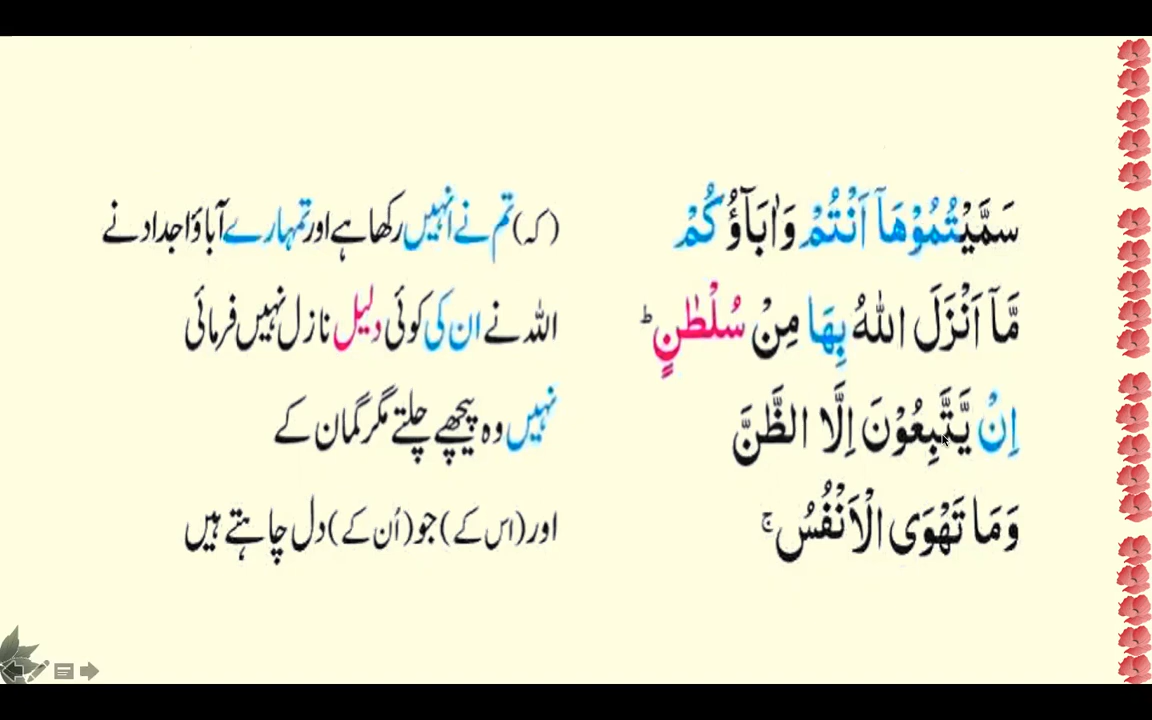 سَمَّيْتُمُوْهَآ اَنْتُمْ وَاٰبَآؤُكُمْ
(کہ) تم نے انہیں رکھا ہے اور تمہارے آباؤاجداد نے
مَّآ اَنْزَلَ اللّٰهُ بِهَا مِنْ سُلْطٰنٍ ؕ
اللہ نے ان کی کوئی دلیل نازل نہیں فرمائی
اِنْ يَّتَّبِعُوْنَ اِلَّا الظَّنَّ
نہیں وہ پیچھے چلتے مگر گمان کے
وَمَا تَهْوَى الْاَنْفُسُ ۚ
اور (اس کے) جو (اُن کے) دل چاہتے ہیں